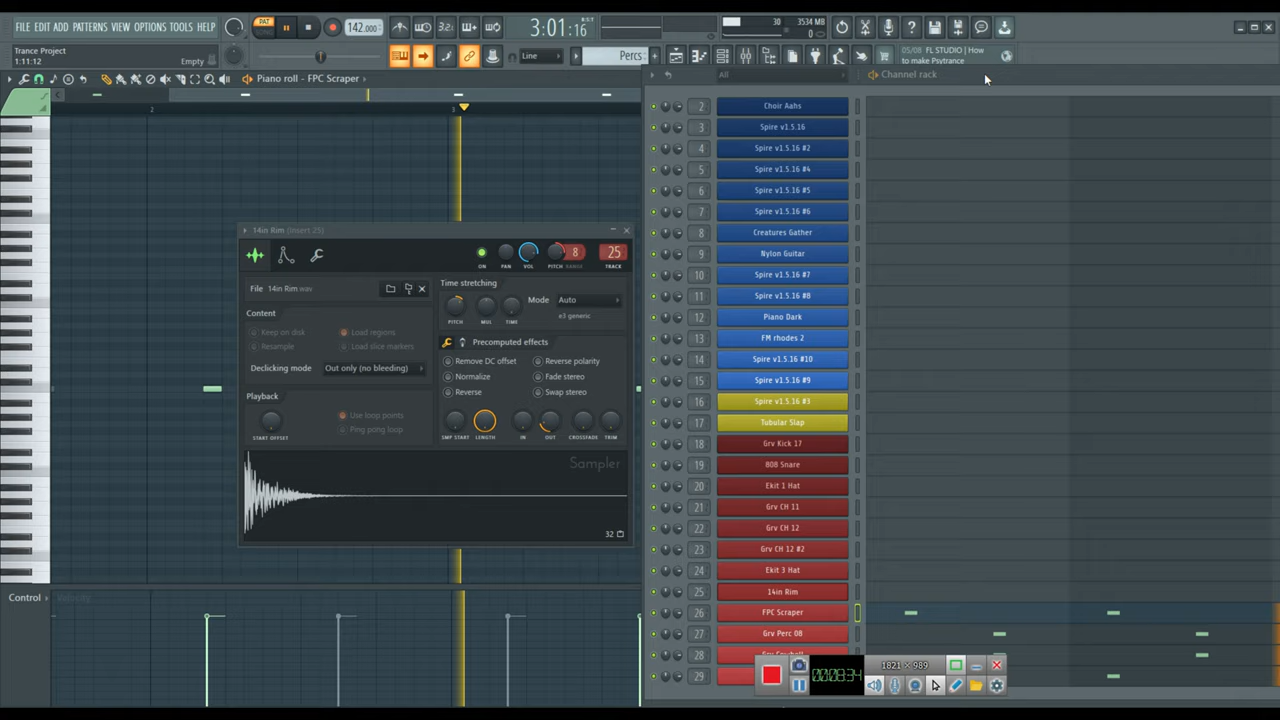 FILE EDIT ADD PATTERNS VIEW OPTIONS TOOLS HELP
PAT
142.000
3:01:16
B:S:T
30
3534 MB
0
Trance Project
1:11:12
Empty
Line
Percs
05/08 FL STUDIO | How
to make Psytrance
Piano roll - FPC Scraper
All
Channel rack
2
3
2 Choir Aahs
3 Spire v1.5.16
4 Spire v1.5.16 #2
5 Spire v1.5.16 #4
6 Spire v1.5.16 #5
7 Spire v1.5.16 #6
8 Creatures Gather
9 Nylon Guitar
10 Spire v1.5.16 #7
11 Spire v1.5.16 #8
12 Piano Dark
13 FM rhodes 2
14 Spire v1.5.16 #10
15 Spire v1.5.16 #9
16 Spire v1.5.16 #3
17 Tubular Slap
18 Grv Kick 17
19 808 Snare
20 Ekit 1 Hat
21 Grv CH 11
22 Grv CH 12
23 Grv CH 12 #2
24 Ekit 3 Hat
25 14in Rim
26 FPC Scraper
27 Grv Perc 08
28 Grv Cowbell
29
14in Rim (Insert 25)
8
25
ON PAN VOL PITCH RANGE TRACK
File 14in Rim.wav
Content
Keep on disk
Load regions
Resample
Load slice markers
Declicking mode
Out only (no bleeding)
Playback
START OFFSET
Use loop points
Ping pong loop
Time stretching
PITCH MUL TIME
Mode Auto
e3 generic
Precomputed effects
Remove DC offset
Reverse polarity
Normalize
Fade stereo
Reverse
Swap stereo
SMP START LENGTH IN OUT CROSSFADE TRIM
Sampler
32
Control
Velocity
1821 × 989
00:08:34